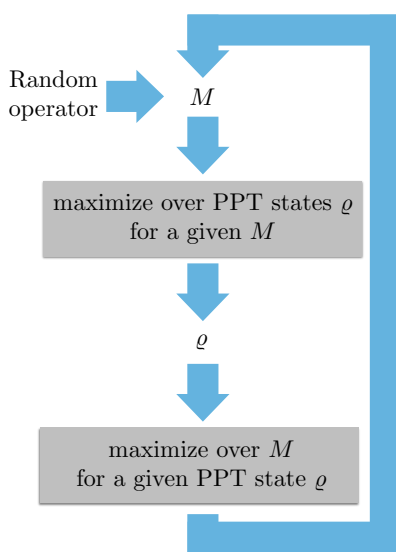 Random
operator
M
maximize over PPT states ϱ
for a given M
ϱ
maximize over M
for a given PPT state ϱ